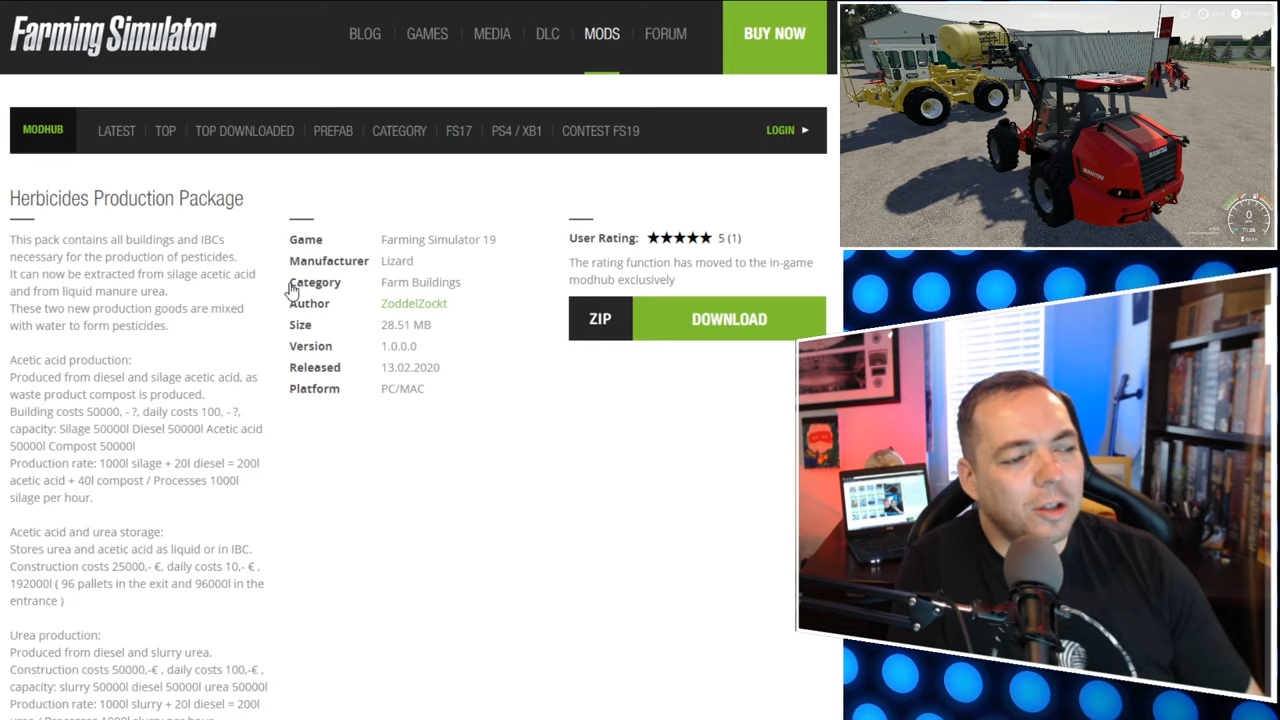 Farming Simulator
BLOG
GAMES
MEDIA
DLC
MODS
FORUM
BUY NOW
MODHUB
LATEST
TOP
TOP DOWNLOADED
PREFAB
CATEGORY
FS17
PS4 / XB1
CONTEST FS19
LOGIN
Herbicides Production Package
This pack contains all buildings and IBCs
necessary for the production of pesticides.
It can now be extracted from silage acetic acid
and from liquid manure urea.
These two new production goods are mixed
with water to form pesticides.
Acetic acid production:
Produced from diesel and silage acetic acid, as
waste product compost is produced.
Building costs 50000, - ?, daily costs 100, - ?,
capacity: Silage 50000l Diesel 50000l Acetic acid
50000l Compost 50000l
Production rate: 1000l silage + 20l diesel = 200l
acetic acid + 40l compost / Processes 1000l
silage per hour.
Acetic acid and urea storage:
Stores urea and acetic acid as liquid or in IBC.
Construction costs 25000,- €, daily costs 10,- € ,
192000l ( 96 pallets in the exit and 96000l in the
entrance )
Urea production:
Produced from diesel and slurry urea.
Construction costs 50000,-€ , daily costs 100,-€ ,
capacity: slurry 50000l diesel 50000l urea 50000l
Production rate: 1000l slurry + 20l diesel = 200l
urea / Processes 1000l slurry per hour
Game Farming Simulator 19
Manufacturer Lizard
Category Farm Buildings
Author ZoddelZockt
Size 28.51 MB
Version 1.0.0.0
Released 13.02.2020
Platform PC/MAC
User Rating: 5 (1)
The rating function has moved to the in-game
modhub exclusively
ZIP
DOWNLOAD
MANITOU
MANITOU
0